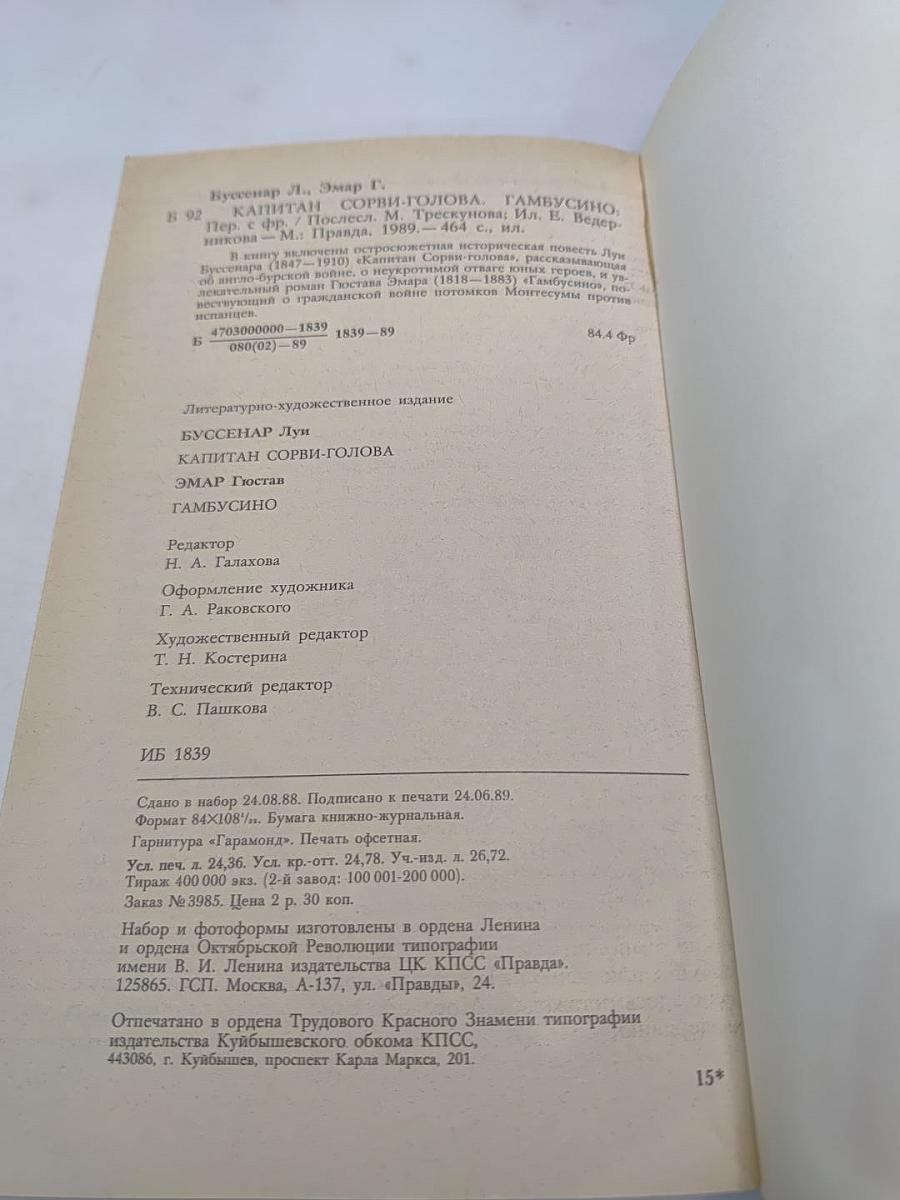 Буссенар Л., Эмар Г.
Б 92 КАПИТАН СОРВИ-ГОЛОВА. ГАМБУСИНО:
Пер. с фр. / Послесл. М. Трескунова; Ил. Е. Ведер-
никова — М.: Правда, 1989. — 464 с., ил.
В книгу включены остросюжетная историческая повесть Луи
Буссенара (1847—1910) «Капитан Сорви-голова», рассказывающая
об англо-бурской войне, о неукротимой отваге юных героев, и ув-
лекательный роман Гюстава Эмара (1818—1883) «Гамбусино», по-
вествующий о гражданской войне потомков Монтесумы против
испанцев.
Б 4703000000—1839 1839—89 84.4 Фр
080(02)—89
Литературно-художественное издание
БУССЕНАР Луи
КАПИТАН СОРВИ-ГОЛОВА
ЭМАР Гюстав
ГАМБУСИНО
Редактор
Н. А. Галахова
Оформление художника
Г. А. Раковского
Художественный редактор
Т. Н. Костерина
Технический редактор
В. С. Пашкова
ИБ 1839
Сдано в набор 24.08.88. Подписано к печати 24.06.89.
Формат 84×108¹/₃₂. Бумага книжно-журнальная.
Гарнитура «Гарамонд». Печать офсетная.
Усл. печ. л. 24,36. Усл. кр.-отт. 24,78. Уч.-изд. л. 26,72.
Тираж 400 000 экз. (2-й завод: 100 001-200 000).
Заказ № 3985. Цена 2 р. 30 коп.
Набор и фотоформы изготовлены в ордена Ленина
и ордена Октябрьской Революции типографии
имени В. И. Ленина издательства ЦК КПСС «Правда».
125865. ГСП. Москва, А-137, ул. «Правды», 24.
Отпечатано в ордена Трудового Красного Знамени типографии
издательства Куйбышевского обкома КПСС,
443086, г. Куйбышев, проспект Карла Маркса, 201.
15*